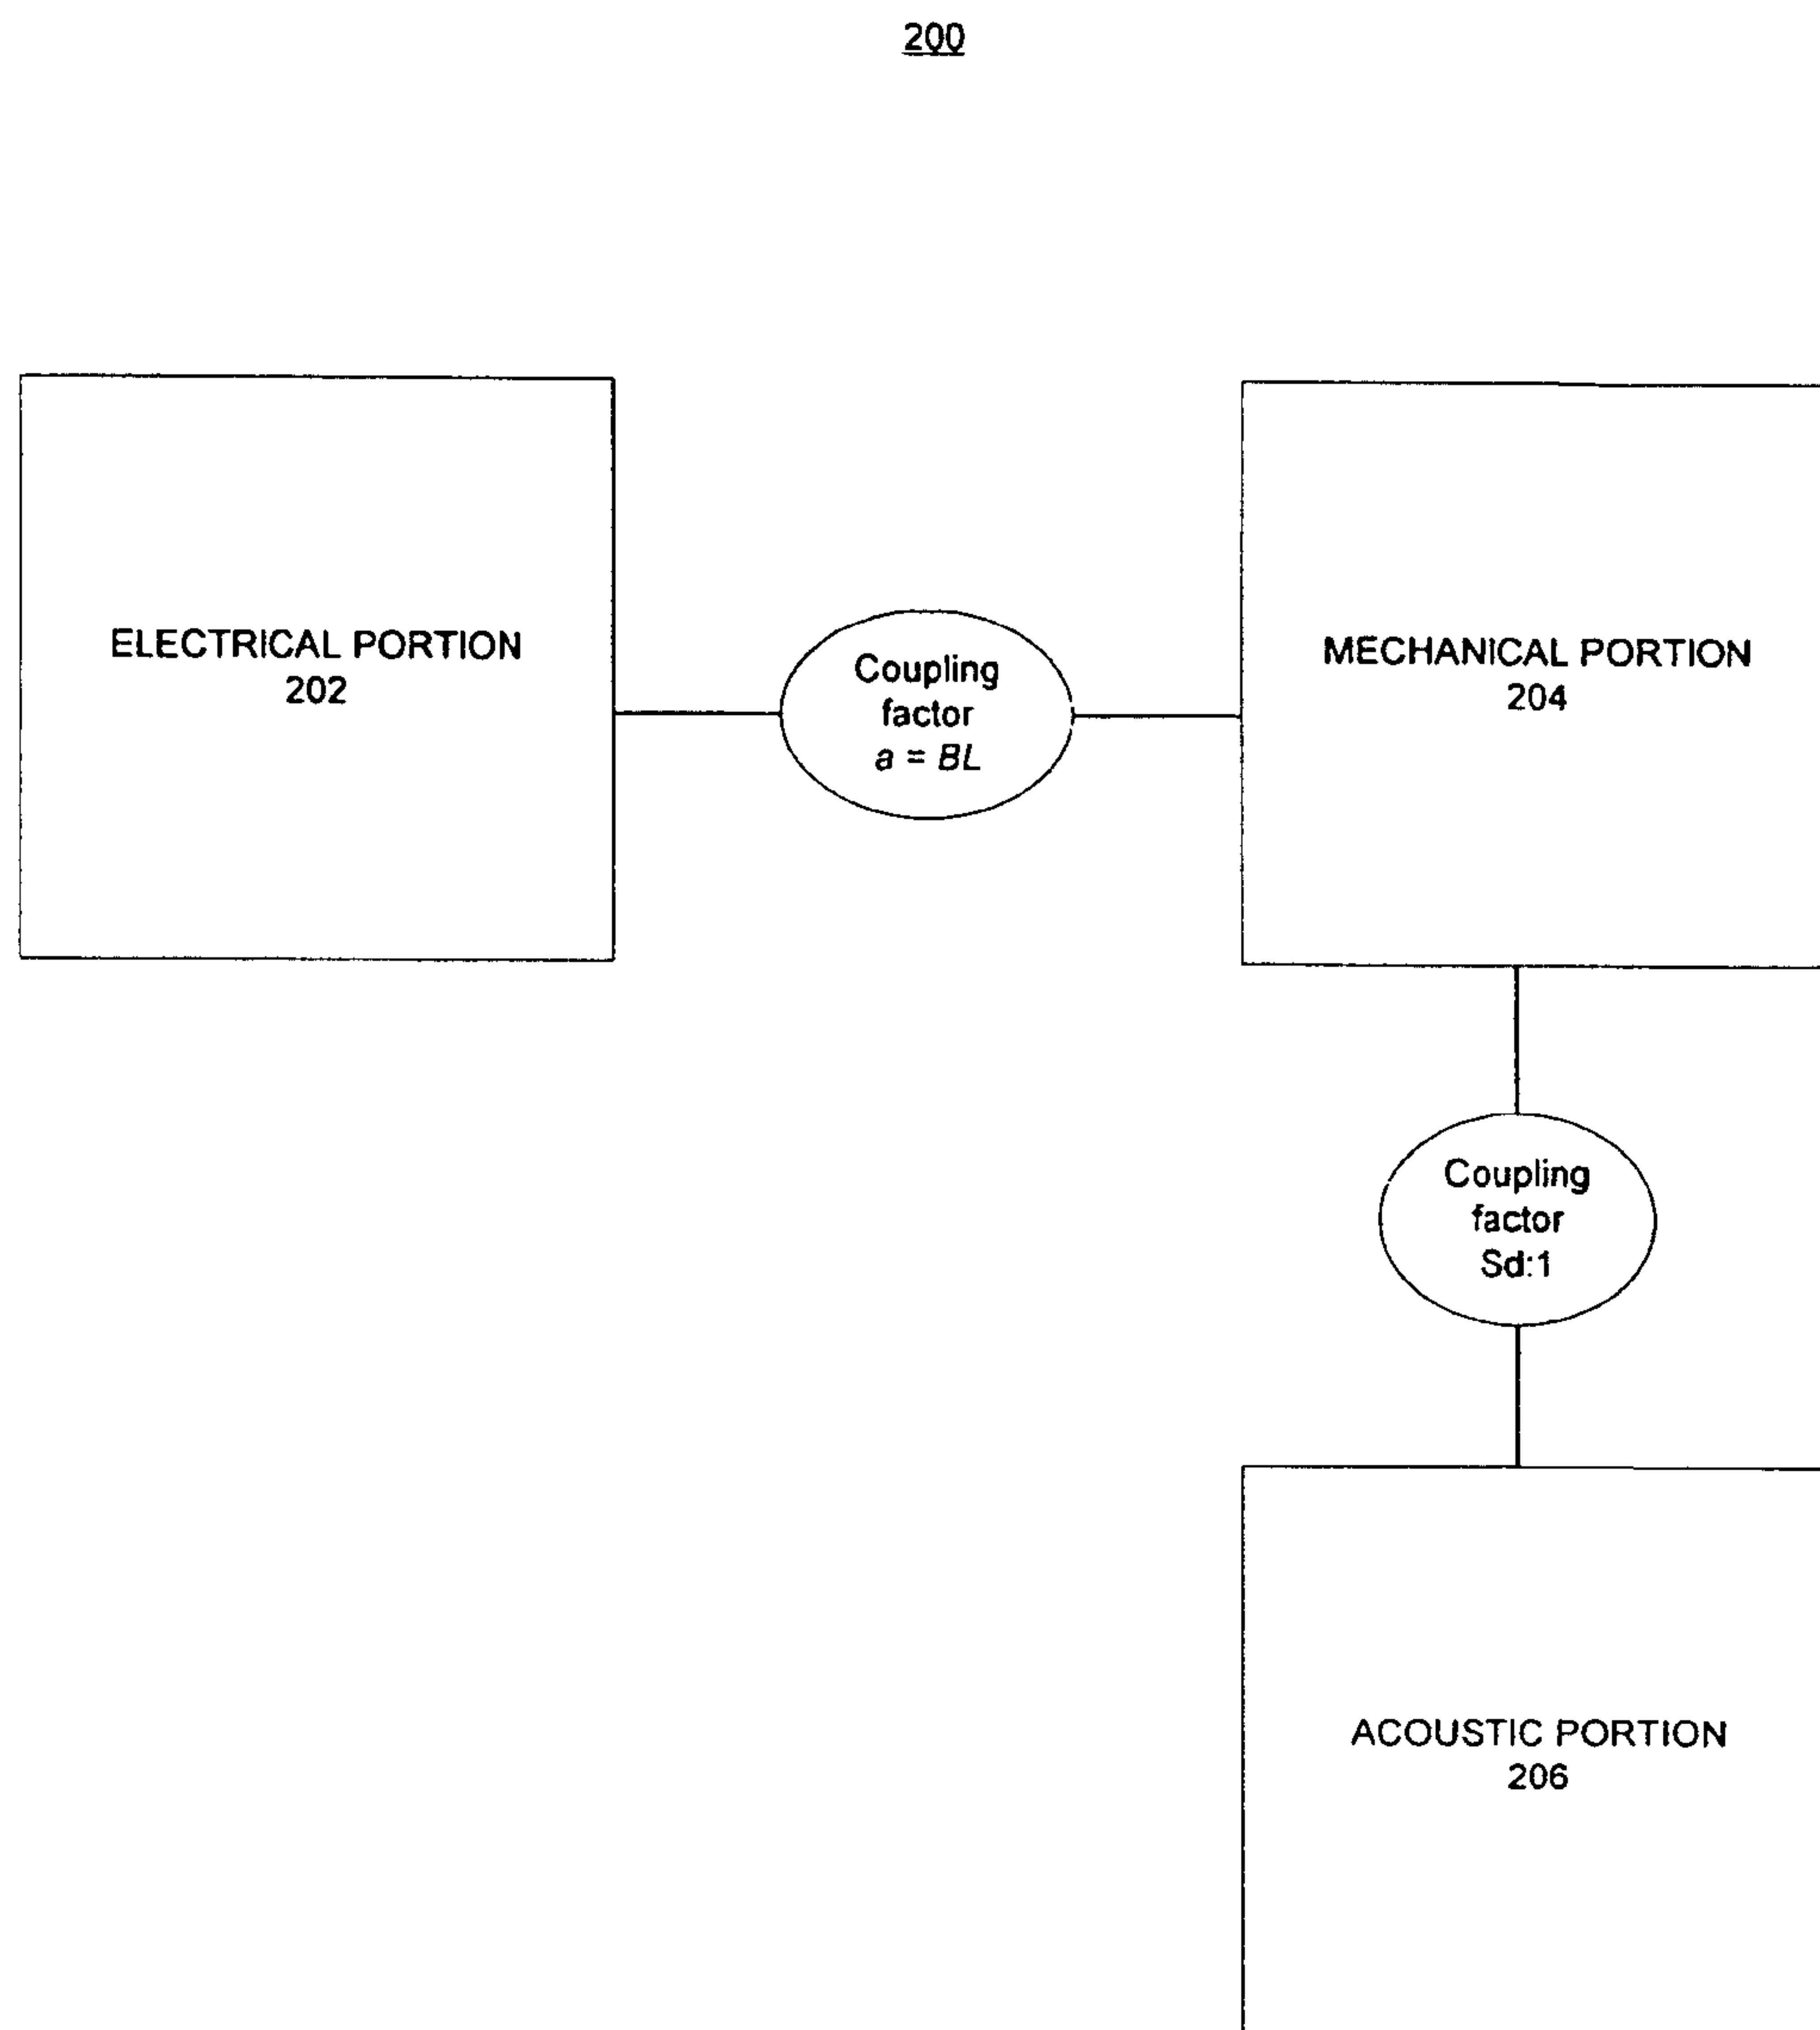 200
ELECTRICAL PORTION
202
Coupling
factor
a = BL
MECHANICAL PORTION
204
Coupling
factor
Sd:1
ACOUSTIC PORTION
206